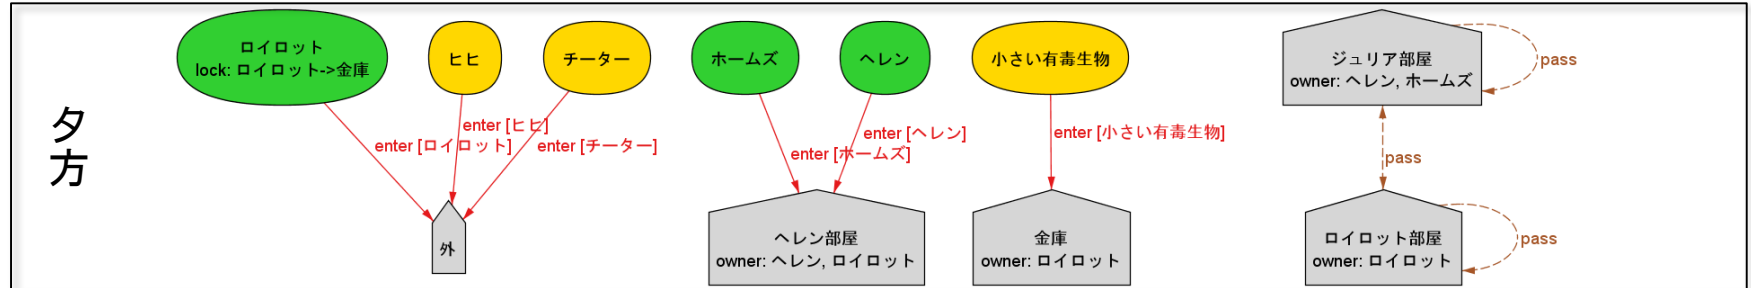 夕方
ロイロット
lock: ロイロット->金庫
ヒヒ
チーター
ホームズ
ヘレン
小さい有毒生物
ジュリア部屋
owner: ヘレン, ホームズ
pass
enter [ヒヒ]
enter [ロイロット]
enter [チーター]
enter [ヘレン]
enter [ホームズ]
enter [小さい有毒生物]
pass
外
ヘレン部屋
owner: ヘレン, ロイロット
金庫
owner: ロイロット
ロイロット部屋
owner: ロイロット
pass